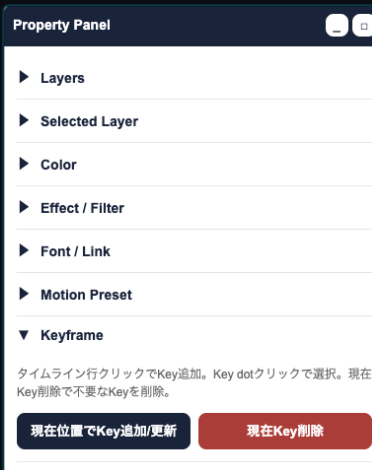 Property Panel
Layers
Selected Layer
Color
Effect / Filter
Font / Link
Motion Preset
Keyframe
タイムライン行クリックでKey追加。Key dotクリックで選択。現在
Key削除で不要なKeyを削除。
現在位置でKey追加/更新 現在Key削除